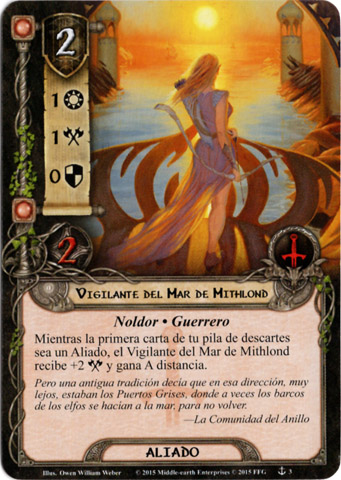 2
1
1
0
2
Vigilante del Mar de Mithlond
Noldor • Guerrero
Mientras la primera carta de tu pila de descartes
sea un Aliado, el Vigilante del Mar de Mithlond
recibe +2 y gana A distancia.
Pero una antigua tradición decía que en esa dirección, muy
lejos, estaban los Puertos Grises, donde a veces los barcos
de los elfos se hacían a la mar, para no volver.
—La Comunidad del Anillo
ALIADO
Illus. Owen William Weber © 2015 Middle-earth Enterprises © 2015 FFG 3